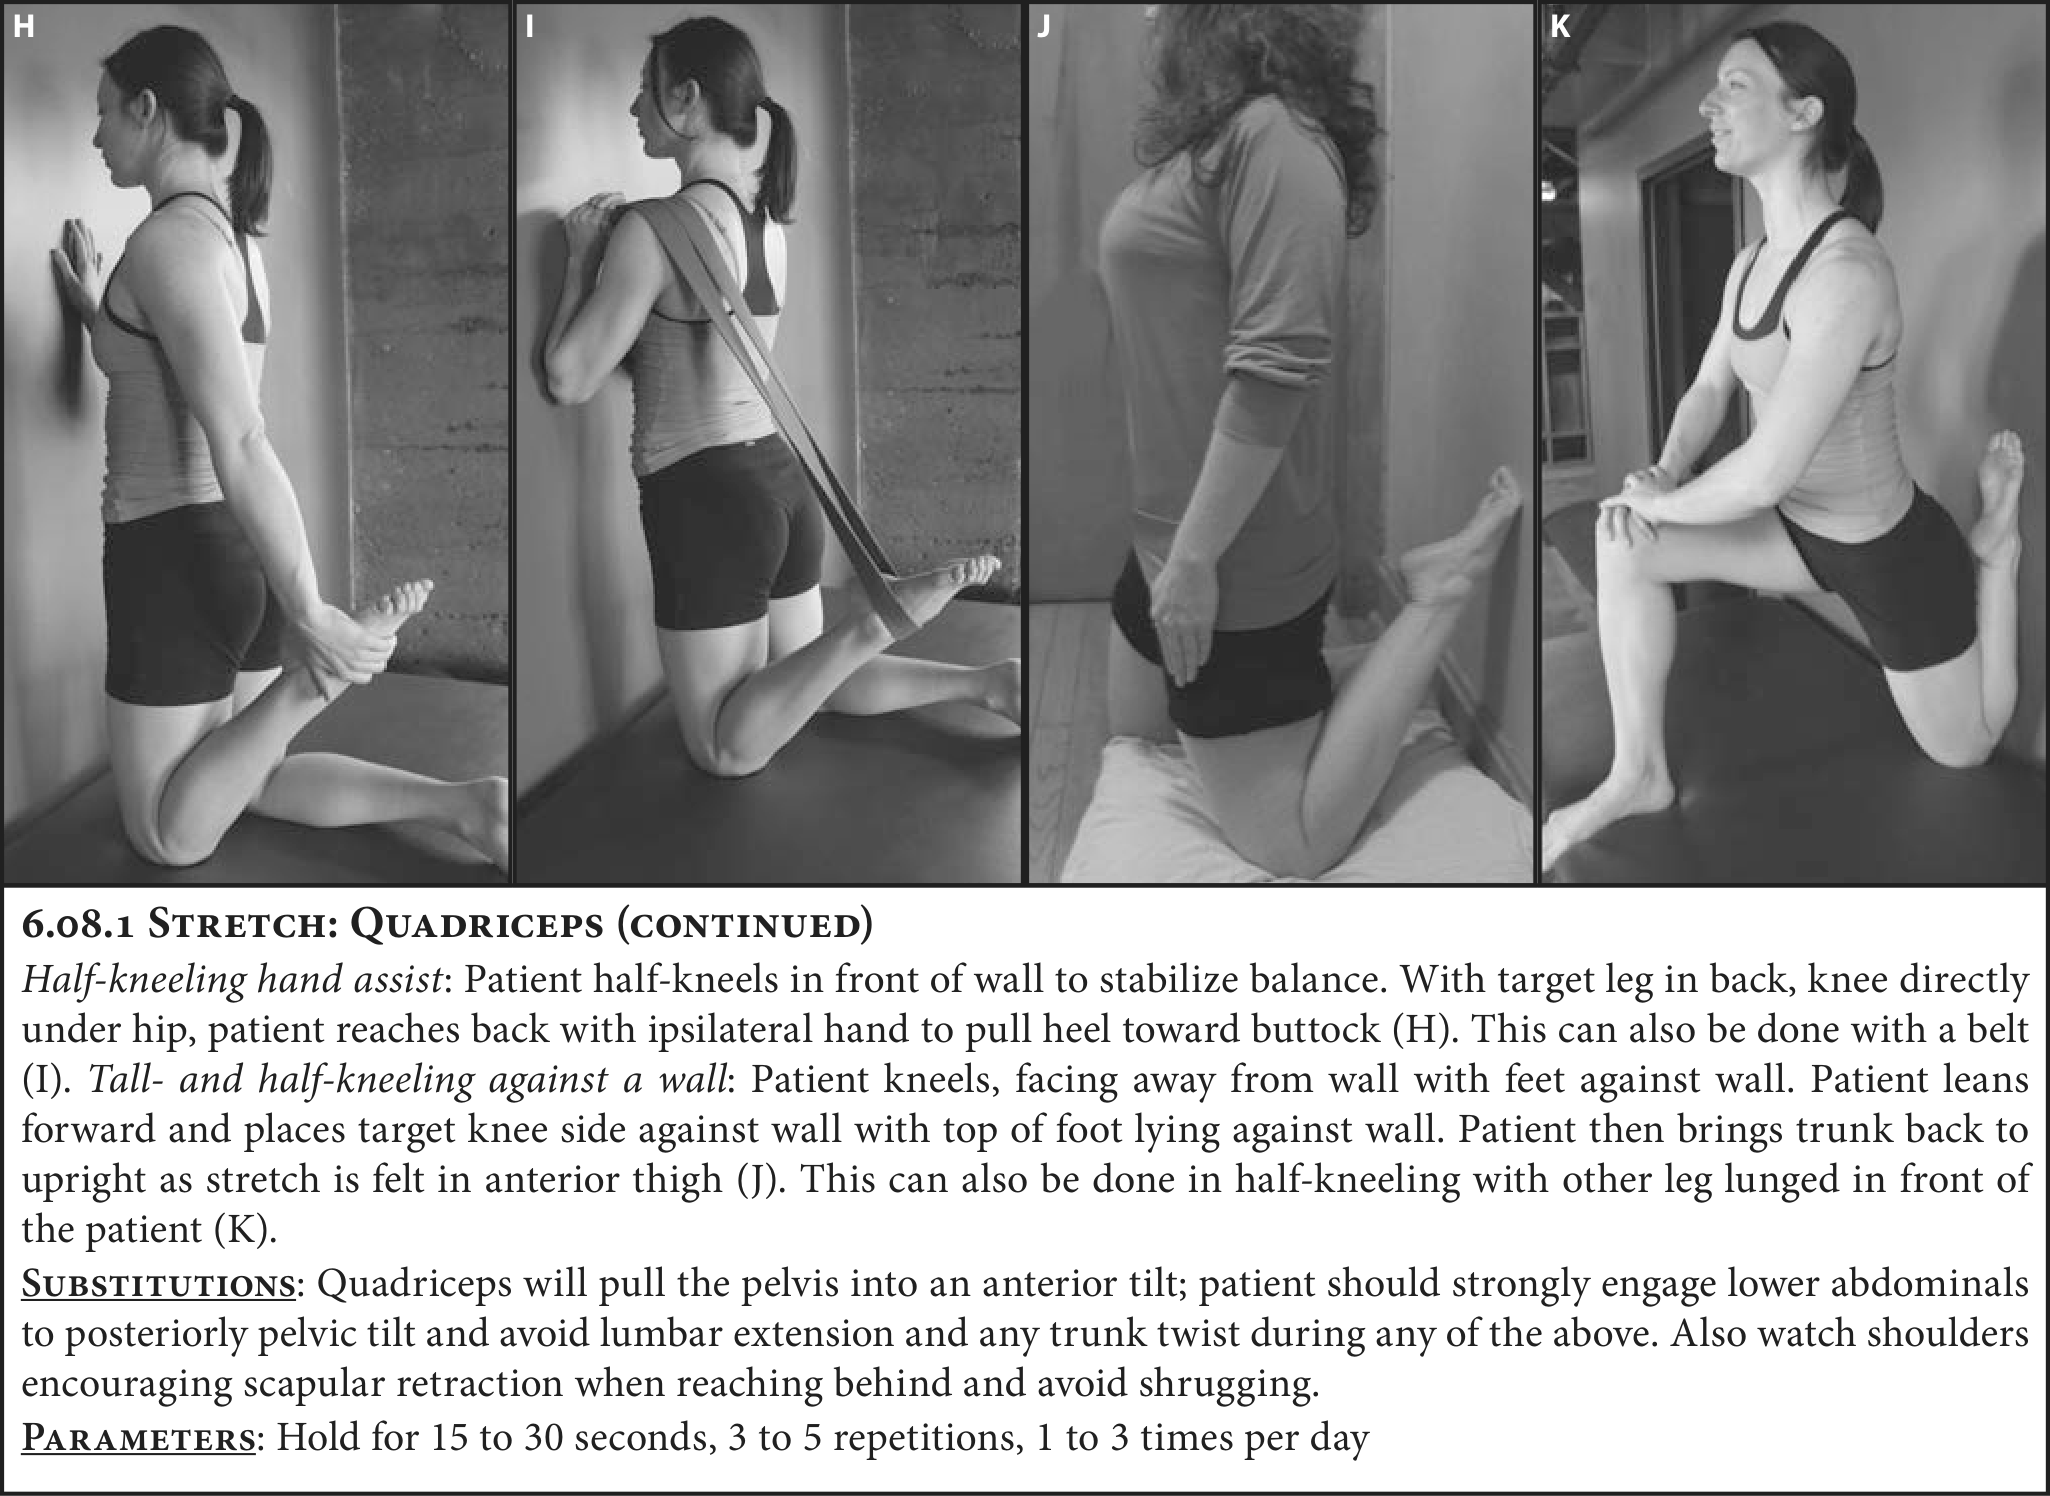 H
I
J
K
6.08.1 Stretch: Quadriceps (continued)
Half-kneeling hand assist: Patient half-kneels in front of wall to stabilize balance. With target leg in back, knee directly
under hip, patient reaches back with ipsilateral hand to pull heel toward buttock (H). This can also be done with a belt
(I). Tall- and half-kneeling against a wall: Patient kneels, facing away from wall with feet against wall. Patient leans
forward and places target knee side against wall with top of foot lying against wall. Patient then brings trunk back to
upright as stretch is felt in anterior thigh (J). This can also be done in half-kneeling with other leg lunged in front of
the patient (K).
Substitutions: Quadriceps will pull the pelvis into an anterior tilt; patient should strongly engage lower abdominals
to posteriorly pelvic tilt and avoid lumbar extension and any trunk twist during any of the above. Also watch shoulders
encouraging scapular retraction when reaching behind and avoid shrugging.
Parameters: Hold for 15 to 30 seconds, 3 to 5 repetitions, 1 to 3 times per day